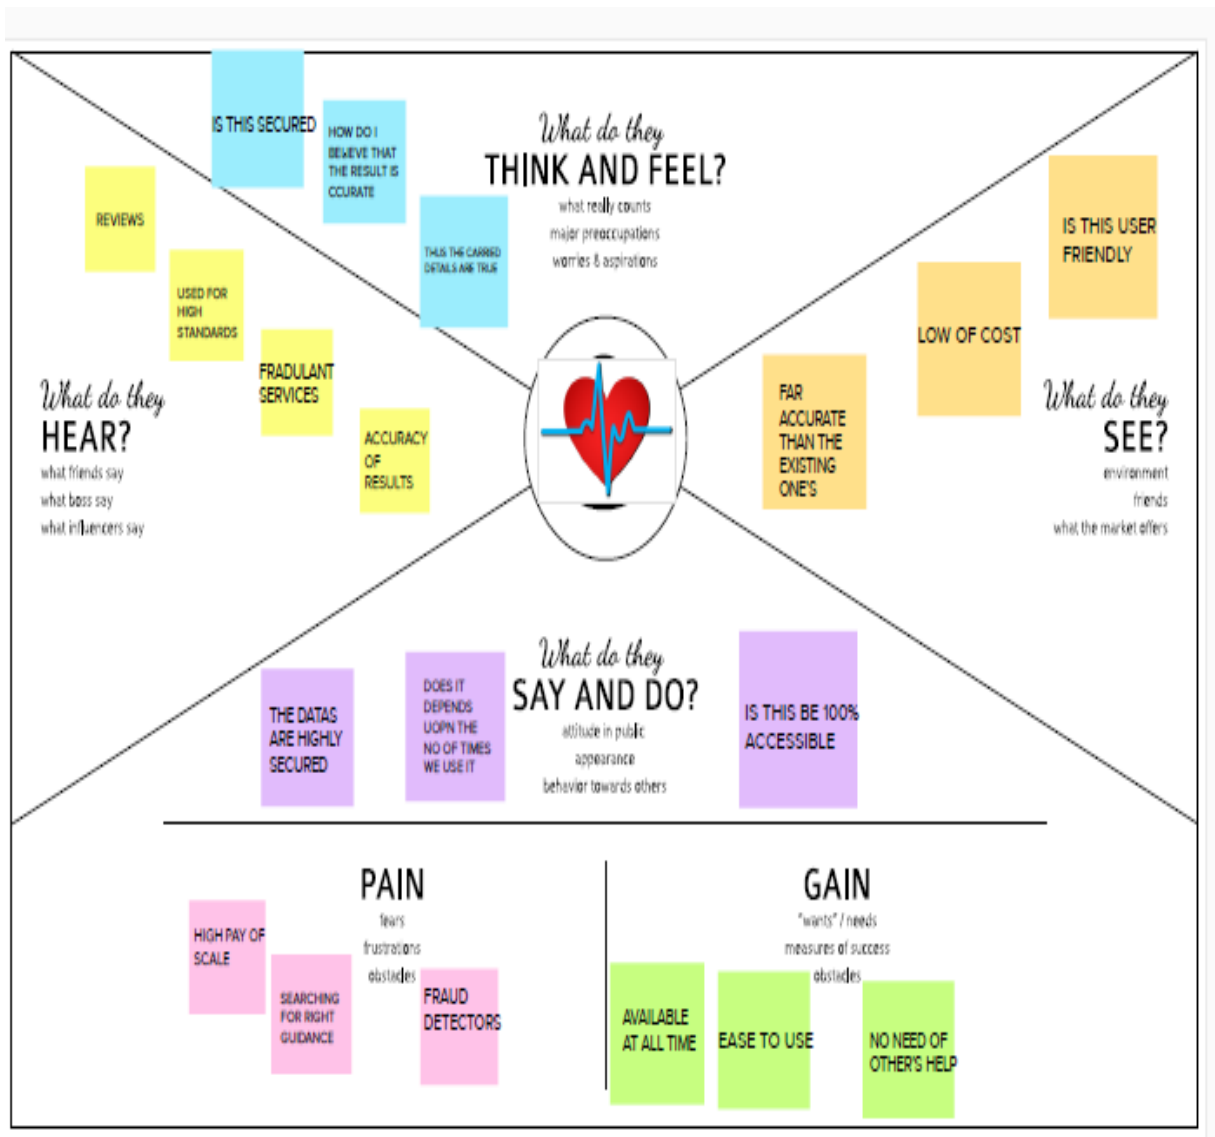 What do they
THINK AND FEEL?
what really counts
major preoccupations
worries & aspirations
IS THIS SECURED
HOW DO I
BELIEVE THAT
THE RESULT IS
CCURATE
THUS THE CARRIED
DETAILS ARE TRUE
What do they
HEAR?
what friends say
what boss say
what influencers say
REVIEWS
USED FOR
HIGH
STANDARDS
FRADULANT
SERVICES
ACCURACY
OF
RESULTS
What do they
SEE?
environment
friends
what the market offers
FAR
ACCURATE
THAN THE
EXISTING
ONE'S
LOW OF COST
IS THIS USER
FRIENDLY
What do they
SAY AND DO?
attitude in public
appearance
behavior towards others
THE DATAS
ARE HIGHLY
SECURED
DOES IT
DEPENDS
UOPN THE
NO OF TIMES
WE USE IT
IS THIS BE 100%
ACCESSIBLE
PAIN
fears
frustrations
obstacles
HIGH PAY OF
SCALE
SEARCHING
FOR RIGHT
GUIDANCE
FRAUD
DETECTORS
GAIN
"wants" / needs
measures of success
obstacles
AVAILABLE
AT ALL TIME
EASE TO USE
NO NEED OF
OTHER'S HELP